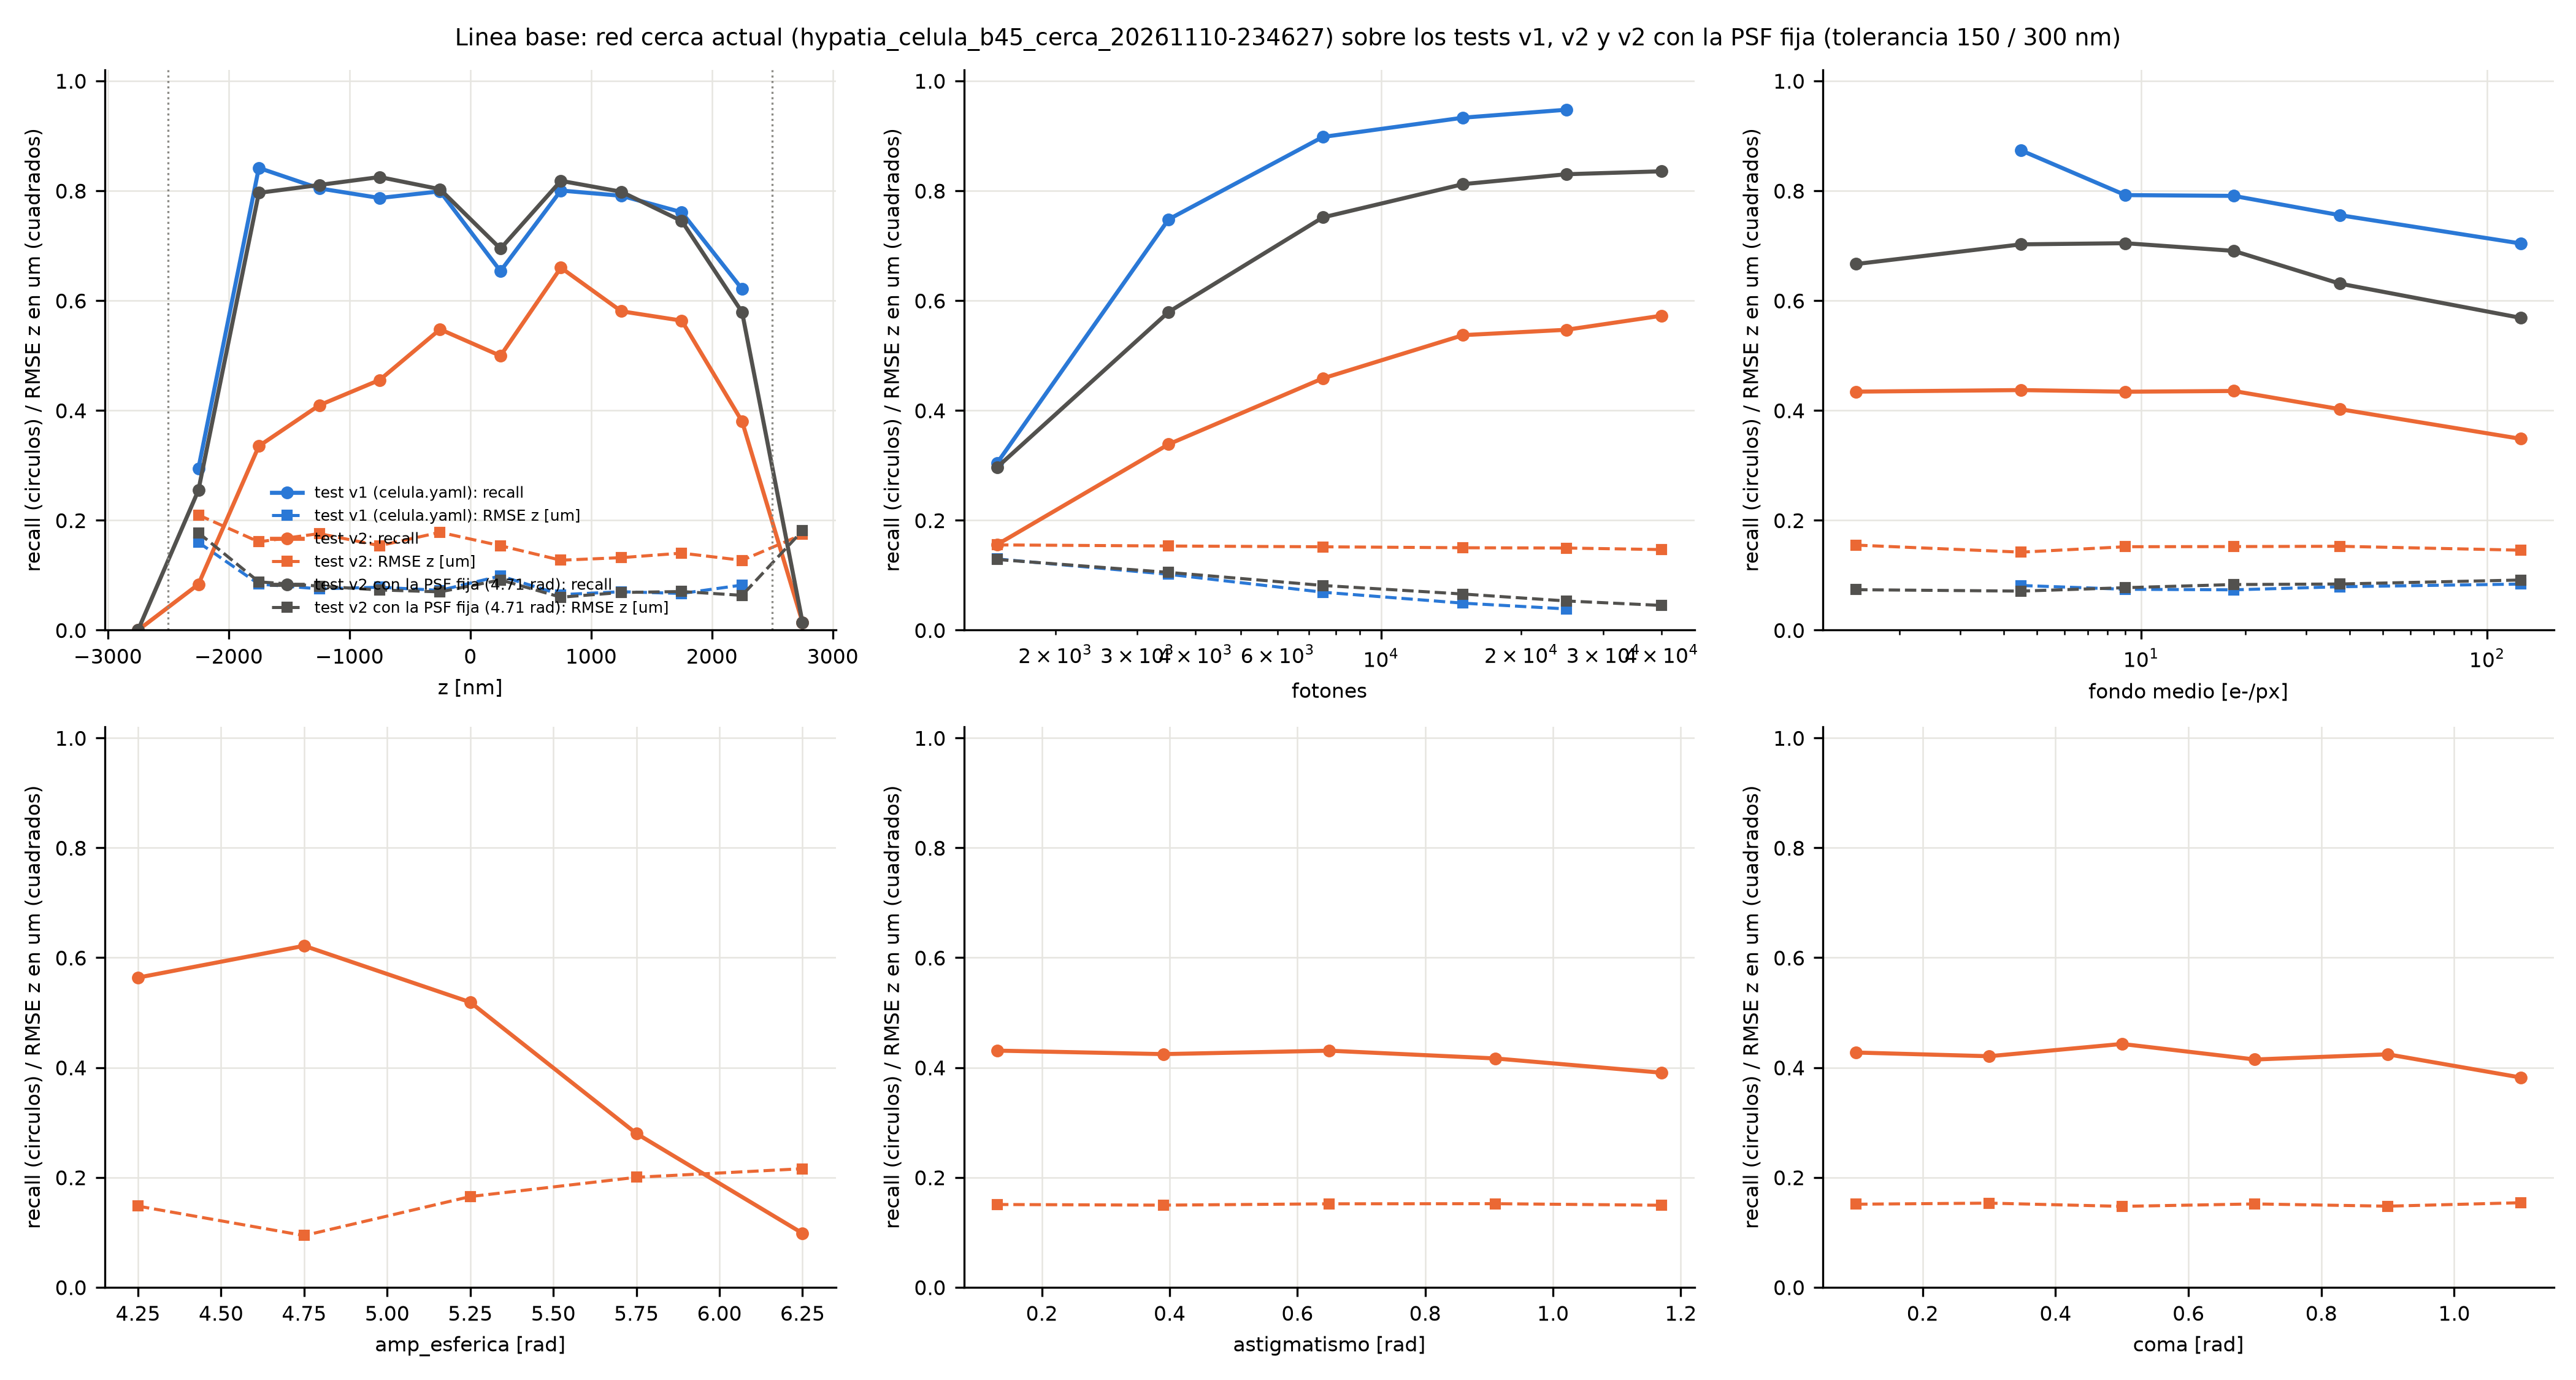 Linea base: red cerca actual (hypatia_celula_b45_cerca_20261110-234627) sobre los tests v1, v2 y v2 con la PSF fija (tolerancia 150 / 300 nm)
recall (circulos) / RMSE z en um (cuadrados)
1.0
0.8
0.6
0.4
0.2
0.0
test v1 (celula.yaml): recall
test v1 (celula.yaml): RMSE z [um]
test v2: recall
test v2: RMSE z [um]
test v2 con la PSF fija (4.71 rad): recall
test v2 con la PSF fija (4.71 rad): RMSE z [um]
−3000 −2000 −1000 0 1000 2000 3000
z [nm]
recall (circulos) / RMSE z en um (cuadrados)
1.0
0.8
0.6
0.4
0.2
0.0
2 × 10³ 3 × 10³ 4 × 10³ 6 × 10³ 10⁴ 2 × 10⁴ 3 × 10⁴ 4 × 10⁴
fotones
recall (circulos) / RMSE z en um (cuadrados)
1.0
0.8
0.6
0.4
0.2
0.0
10¹ 10²
fondo medio [e-/px]
recall (circulos) / RMSE z en um (cuadrados)
1.0
0.8
0.6
0.4
0.2
0.0
4.25 4.50 4.75 5.00 5.25 5.50 5.75 6.00 6.25
amp_esferica [rad]
recall (circulos) / RMSE z en um (cuadrados)
1.0
0.8
0.6
0.4
0.2
0.0
0.2 0.4 0.6 0.8 1.0 1.2
astigmatismo [rad]
recall (circulos) / RMSE z en um (cuadrados)
1.0
0.8
0.6
0.4
0.2
0.0
0.2 0.4 0.6 0.8 1.0
coma [rad]